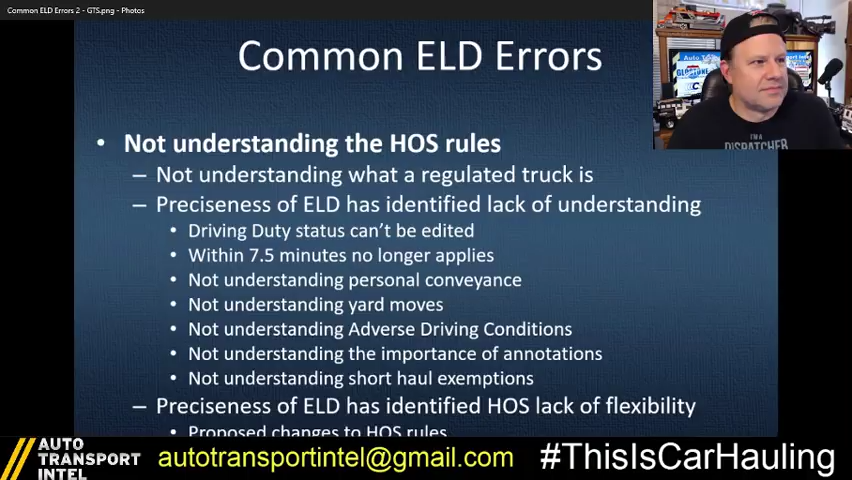 Common ELD Errors 2 - GTS.png - Photos
Common ELD Errors
• Not understanding the HOS rules
– Not understanding what a regulated truck is
– Preciseness of ELD has identified lack of understanding
• Driving Duty status can't be edited
• Within 7.5 minutes no longer applies
• Not understanding personal conveyance
• Not understanding yard moves
• Not understanding Adverse Driving Conditions
• Not understanding the importance of annotations
• Not understanding short haul exemptions
– Preciseness of ELD has identified HOS lack of flexibility
• Proposed changes to HOS rules
I'M A
DISPATCHER
AUTO
TRANSPORT
INTEL
autotransportintel@gmail.com
#ThisIsCarHauling